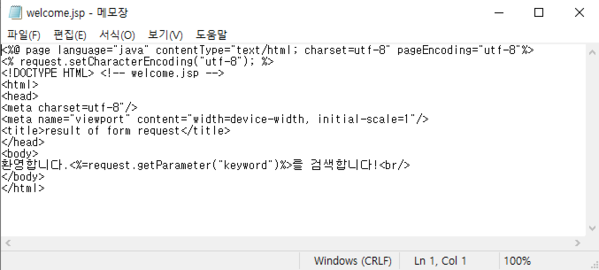 welcome.jsp - 메모장
파일(F) 편집(E) 서식(O) 보기(V) 도움말
<%@ page language="java" contentType="text/html; charset=utf-8" pageEncoding="utf-8"%>
<% request.setCharacterEncoding("utf-8"); %>
<!DOCTYPE HTML> <!-- welcome.jsp -->
<html>
<head>
<meta charset=utf-8"/>
<meta name="viewport" content="width=device-width, initial-scale=1"/>
<title>result of form request</title>
</head>
<body>
환영합니다.<%=request.getParameter("keyword")%>를 검색합니다!<br/>
</body>
</html>
Windows (CRLF) Ln 1, Col 1 100%